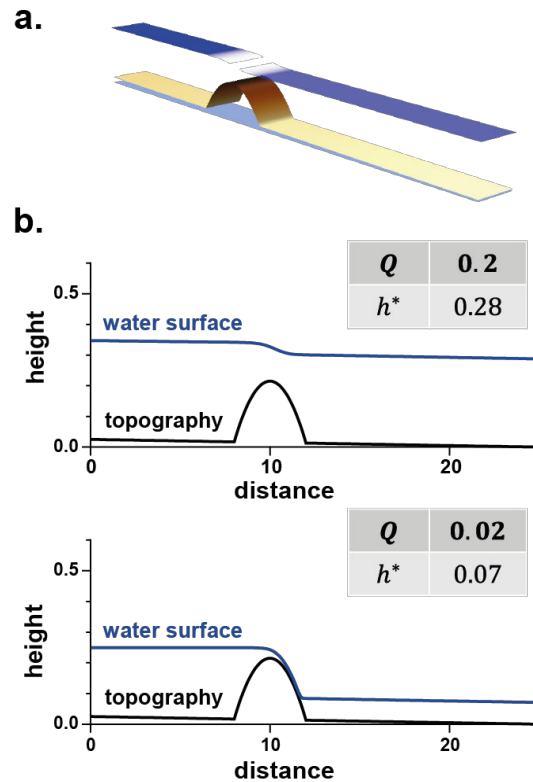 a.
b.
Q 0.2
h* 0.28
0.5
water surface
height
topography
0.0
0 10 20
distance
Q 0.02
h* 0.07
0.5
water surface
height
topography
0.0
0 10 20
distance